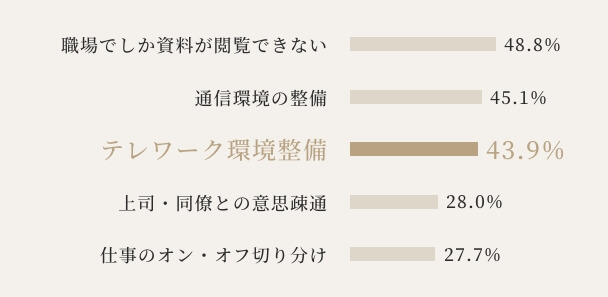 職場でしか資料が閲覧できない 48.8%
通信環境の整備 45.1%
テレワーク環境整備 43.9%
上司・同僚との意思疎通 28.0%
仕事のオン・オフ切り分け 27.7%